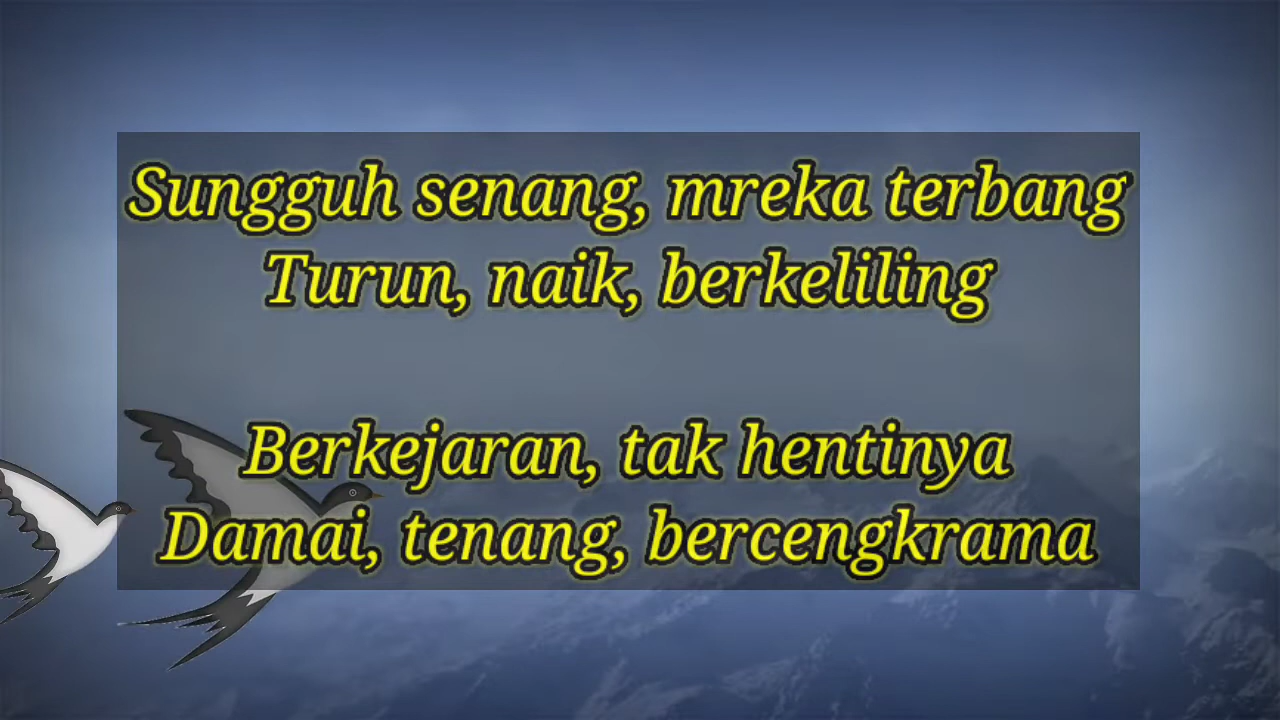 Sungguh senang, mreka terbang
Turun, naik, berkeliling
Berkejaran, tak hentinya
Damai, tenang, bercengkrama